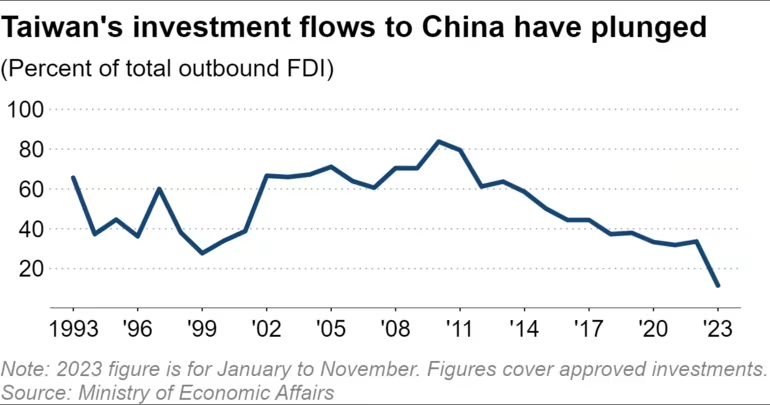 Taiwan's investment flows to China have plunged
(Percent of total outbound FDI)
100
80
60
40
20
1993 '96 '99 '02 '05 '08 '11 '14 '17 '20 '23
Note: 2023 figure is for January to November. Figures cover approved investments.
Source: Ministry of Economic Affairs